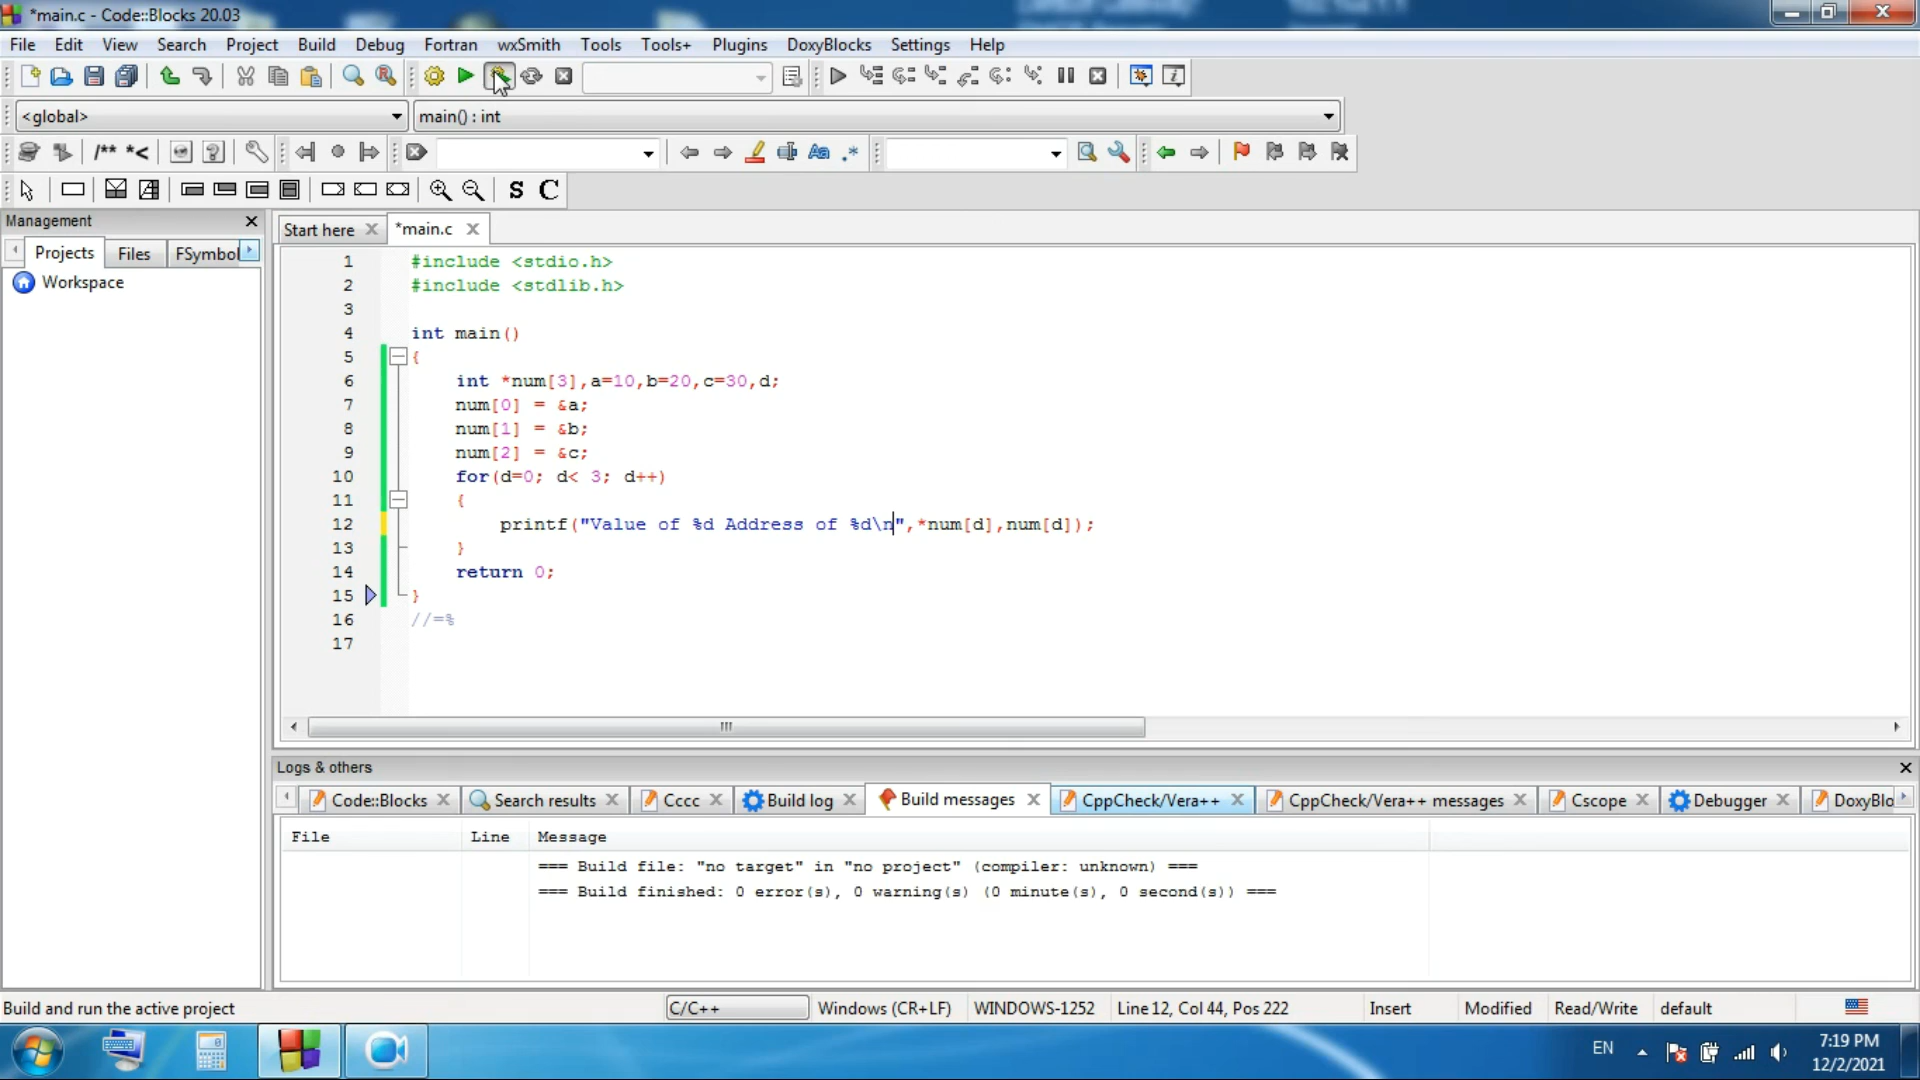 *main.c - Code::Blocks 20.03
File Edit View Search Project Build Debug Fortran wxSmith Tools Tools+ Plugins DoxyBlocks Settings Help
<global> main() : int
/** *<
Aa .*
S C
Management
Start here *main.c
Projects Files FSymbol
Workspace
1 #include <stdio.h>
2 #include <stdlib.h>
3
4 int main()
5 {
6 int *num[3],a=10,b=20,c=30,d;
7 num[0] = &a;
8 num[1] = &b;
9 num[2] = &c;
10 for(d=0; d< 3; d++)
11 {
12 printf("Value of %d Address of %d\n",*num[d],num[d]);
13 }
14 return 0;
15 }
16 //=%
17
Logs & others
Code::Blocks Search results Cccc Build log Build messages CppCheck/Vera++ CppCheck/Vera++ messages Cscope Debugger DoxyBlo
File Line Message
=== Build file: "no target" in "no project" (compiler: unknown) ===
=== Build finished: 0 error(s), 0 warning(s) (0 minute(s), 0 second(s)) ===
Build and run the active project C/C++ Windows (CR+LF) WINDOWS-1252 Line 12, Col 44, Pos 222 Insert Modified Read/Write default
EN 7:19 PM
12/2/2021